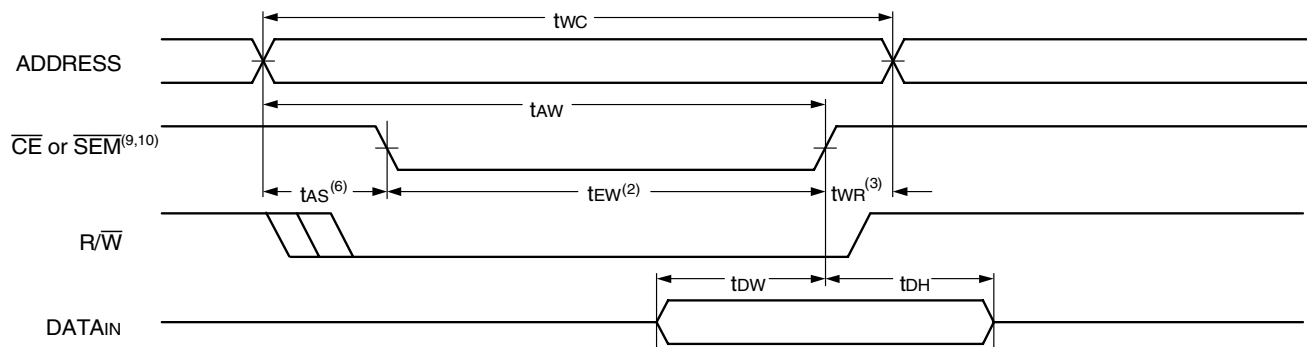 tWC
ADDRESS
tAW
CE or SEM(9,10)
tAS(6)
tEW(2)
tWR(3)
R/W
tDW
tDH
DATAIN